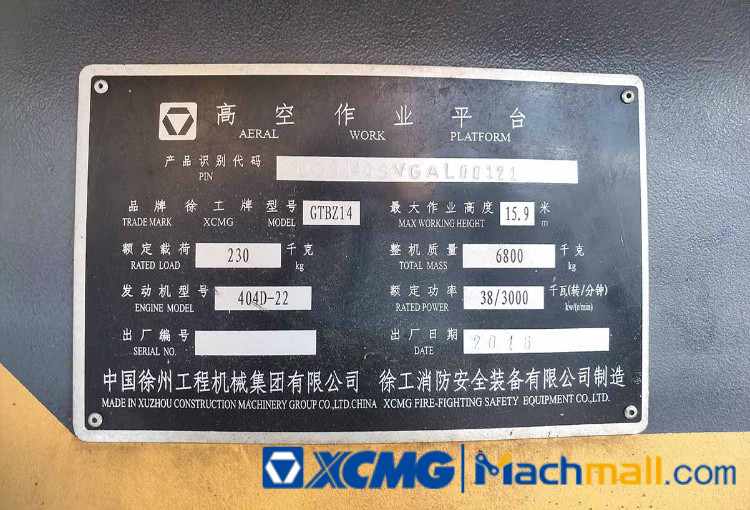 高空作业平台
AERAL WORK PLATFORM
产品识别代码
PIN SVGAL00121
品牌 徐工牌 型号 GTBZ14 最大作业高度 15.9 米
TRADE MARK XCMG MODEL MAX WORKING HEIGHT m
额定载荷 230 千克 整机质量 6800 千克
RATED LOAD kg TOTAL MASS kg
发动机型号 404D-22 额定功率 38/3000 千瓦(转/分钟)
ENGINE MODEL RATED POWER kw/(r/min)
出厂编号 出厂日期 2016
SERIAL NO. DATE
中国徐州工程机械集团有限公司 徐工消防安全装备有限公司制造
MADE IN XUZHOU CONSTRUCTION MACHINERY GROUP CO.,LTD.CHINA XCMG FIRE-FIGHTING SAFETY EQUIPMENT CO.,LTD.
XCMG Machmall.com